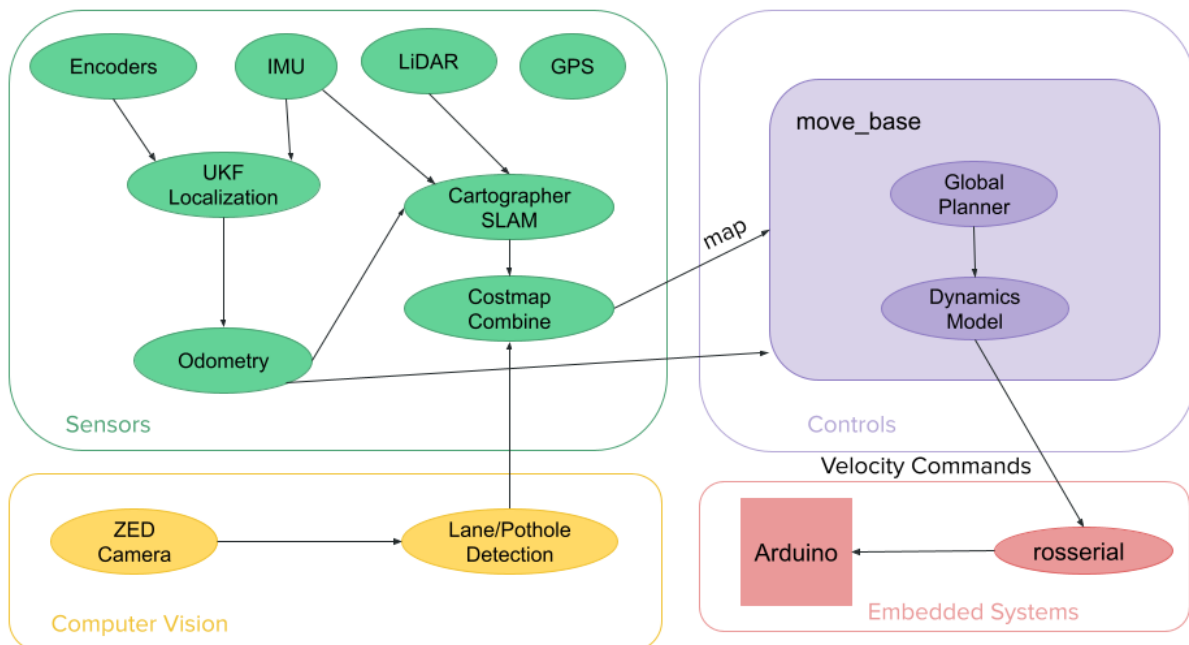 Encoders
IMU
LiDAR
GPS
UKF
Localization
Cartographer
SLAM
Costmap
Combine
Odometry
Sensors
map
move_base
Global
Planner
Dynamics
Model
Controls
Velocity Commands
ZED
Camera
Lane/Pothole
Detection
Computer Vision
Arduino
rosserial
Embedded Systems